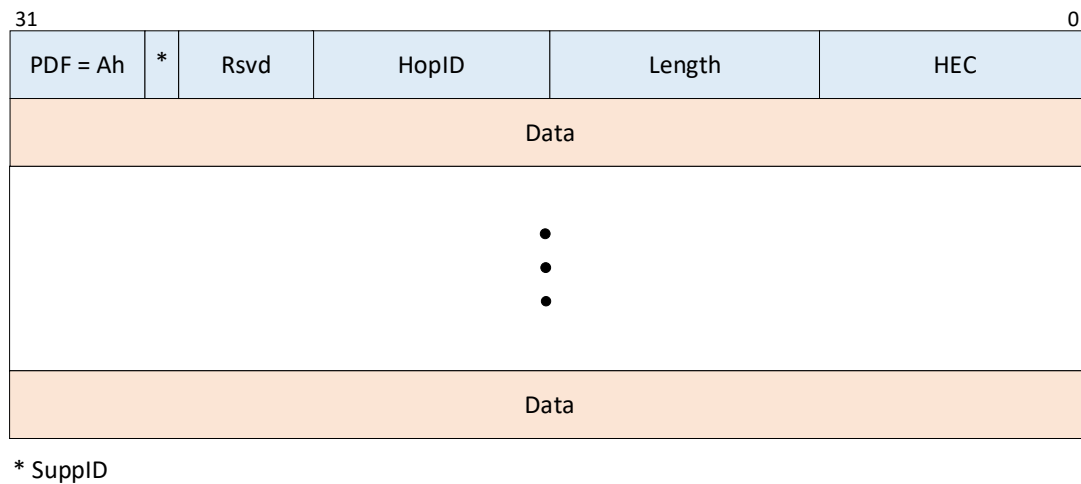 31 0
PDF = Ah * Rsvd HopID Length HEC
Data
Data
* SuppID